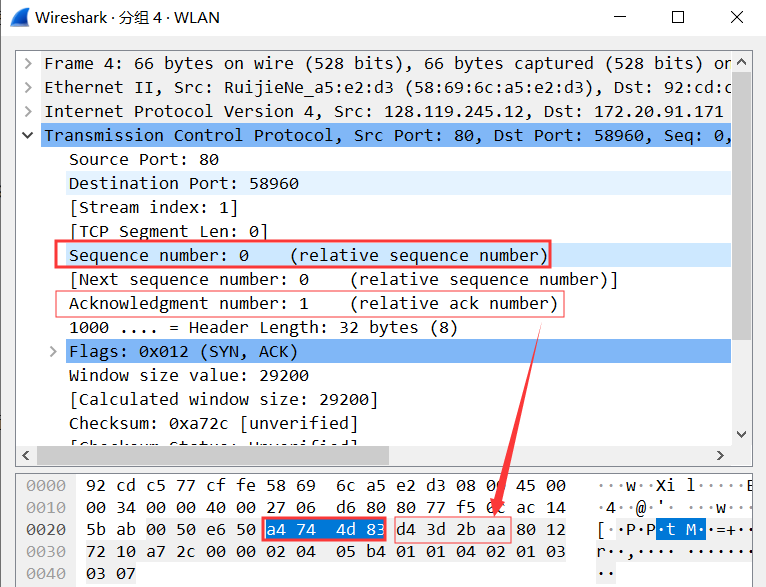 Wireshark · 分组 4 · WLAN
Frame 4: 66 bytes on wire (528 bits), 66 bytes captured (528 bits) on
Ethernet II, Src: RuijieNe_a5:e2:d3 (58:69:6c:a5:e2:d3), Dst: 92:cd:c
Internet Protocol Version 4, Src: 128.119.245.12, Dst: 172.20.91.171
Transmission Control Protocol, Src Port: 80, Dst Port: 58960, Seq: 0,
Source Port: 80
Destination Port: 58960
[Stream index: 1]
[TCP Segment Len: 0]
Sequence number: 0    (relative sequence number)
[Next sequence number: 0    (relative sequence number)]
Acknowledgment number: 1    (relative ack number)
1000 .... = Header Length: 32 bytes (8)
Flags: 0x012 (SYN, ACK)
Window size value: 29200
[Calculated window size: 29200]
Checksum: 0xa72c [unverified]
[Checksum Status: Unverified]
0000 92 cd c5 77 cf fe 58 69 6c a5 e2 d3 08 00 45 00 ···w··Xi l·····E
0010 00 34 00 00 40 00 27 06 d6 80 80 77 f5 0c ac 14 ·4··@·'· ···w···
0020 5b ab 00 50 e6 50 a4 74 4d 83 d4 3d 2b aa 80 12 [··P·P·t M··=+···
0030 72 10 a7 2c 00 00 02 04 05 b4 01 01 04 02 01 03 r··,···· ········
0040 03 07 ··